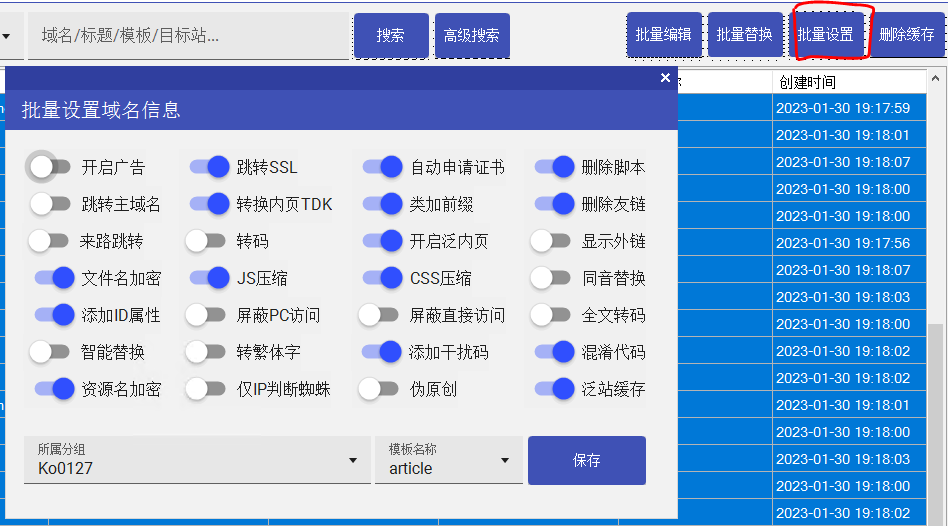 域名/标题/模板/目标站...
搜索
高级搜索
批量编辑
批量替换
批量设置
删除缓存
批量设置域名信息
创建时间
开启广告 跳转SSL 自动申请证书 删除脚本
跳转主域名 转换内页TDK 类加前缀 删除友链
来路跳转 转码 开启泛内页 显示外链
文件名加密 JS压缩 CSS压缩 同音替换
添加ID属性 屏蔽PC访问 屏蔽直接访问 全文转码
智能替换 转繁体字 添加干扰码 混淆代码
资源名加密 仅IP判断蜘蛛 伪原创 泛站缓存
所属分组
Ko0127
模板名称
article
保存
2023-01-30 19:17:59
2023-01-30 19:18:01
2023-01-30 19:18:07
2023-01-30 19:18:00
2023-01-30 19:18:00
2023-01-30 19:17:56
2023-01-30 19:18:07
2023-01-30 19:18:03
2023-01-30 19:18:00
2023-01-30 19:18:02
2023-01-30 19:18:02
2023-01-30 19:18:01
2023-01-30 19:18:00
2023-01-30 19:18:03
2023-01-30 19:18:00
2023-01-30 19:18:02